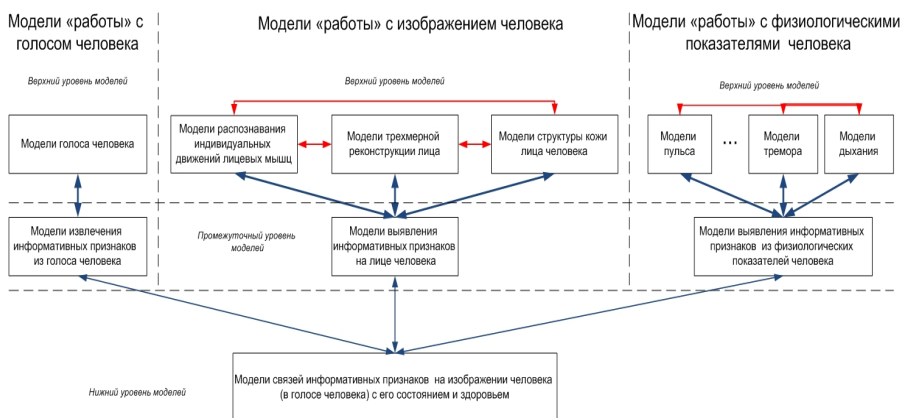 Модели «работы» с
голосом человека
Модели «работы» с изображением человека
Модели «работы» с физиологическими
показателями человека
Верхний уровень моделей
Верхний уровень моделей
Верхний уровень моделей
Модели голоса человека
Модели распознавания
индивидуальных
движений лицевых мышц
Модели трехмерной
реконструкции лица
Модели структуры кожи
лица человека
Модели
пульса
...
Модели
тремора
Модели
дыхания
Модели извлечения
информативных признаков
из голоса человека
Промежуточный уровень
моделей
Модели выявления
информативных признаков
на лице человека
Модели выявления информативных
признаков из физиологических
показателей человека
Нижний уровень моделей
Модели связей информативных признаков на изображении человека
(в голосе человека) с его состоянием и здоровьем